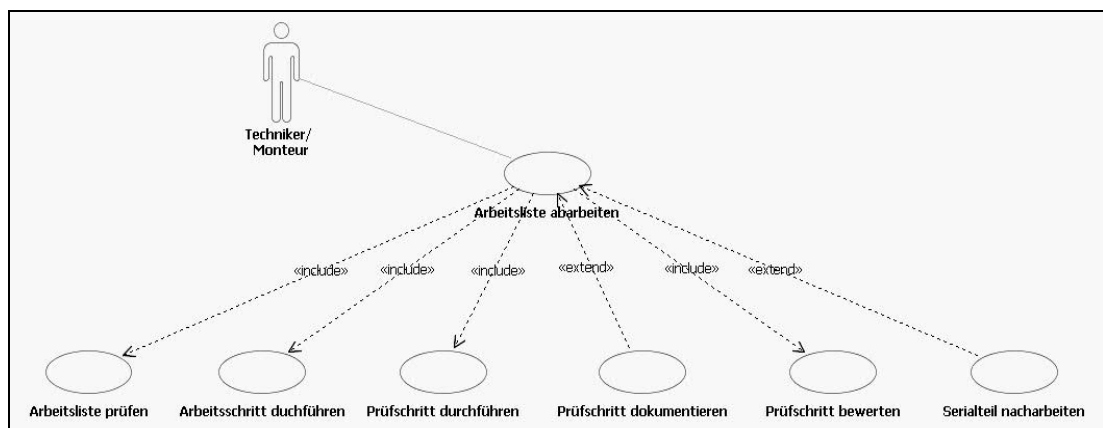 Techniker/
Monteur
Arbeitsliste abarbeiten
«include»
«include»
«include»
«extend»
«include»
«extend»
Arbeitsliste prüfen
Arbeitsschritt duchführen
Prüfschritt durchführen
Prüfschritt dokumentieren
Prüfschritt bewerten
Serialteil nacharbeiten